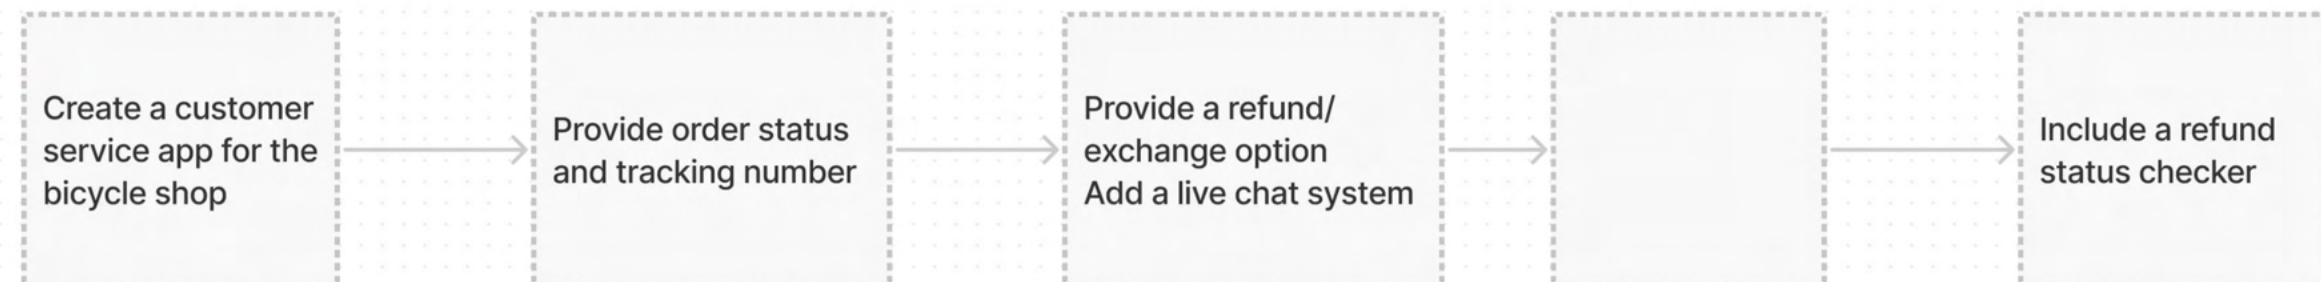 Create a customer
service app for the
bicycle shop
Provide order status
and tracking number
Provide a refund/
exchange option
Add a live chat system
Include a refund
status checker